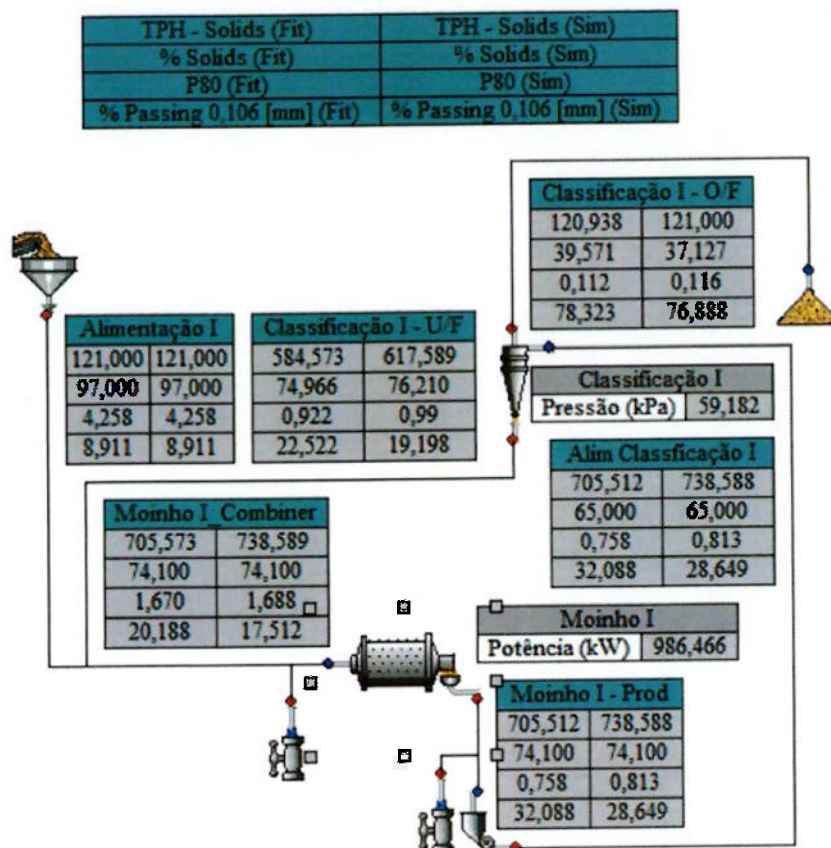 TPH - Solids (Fit) TPH - Solids (Sim)
% Solids (Fit) % Solids (Sim)
P80 (Fit) P80 (Sim)
% Passing 0,106 [mm] (Fit) % Passing 0,106 [mm] (Sim)
Classificação I - O/F
120,938 121,000
39,571 37,127
0,112 0,116
78,323 76,888
Alimentação I
121,000 121,000
97,000 97,000
4,258 4,258
8,911 8,911
Classificação I - U/F
584,573 617,589
74,966 76,210
0,922 0,99
22,522 19,198
Classificação I
Pressão (kPa) 59,182
Alim Classficação I
705,512 738,588
65,000 65,000
0,758 0,813
32,088 28,649
Moinho I_Combiner
705,573 738,589
74,100 74,100
1,670 1,688
20,188 17,512
Moinho I
Potência (kW) 986,466
Moinho I - Prod
705,512 738,588
74,100 74,100
0,758 0,813
32,088 28,649